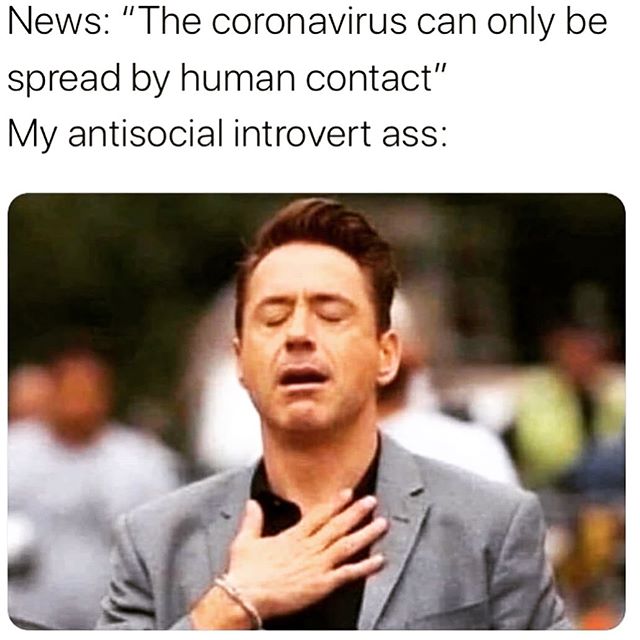 News: "The coronavirus can only be
spread by human contact"
My antisocial introvert ass: